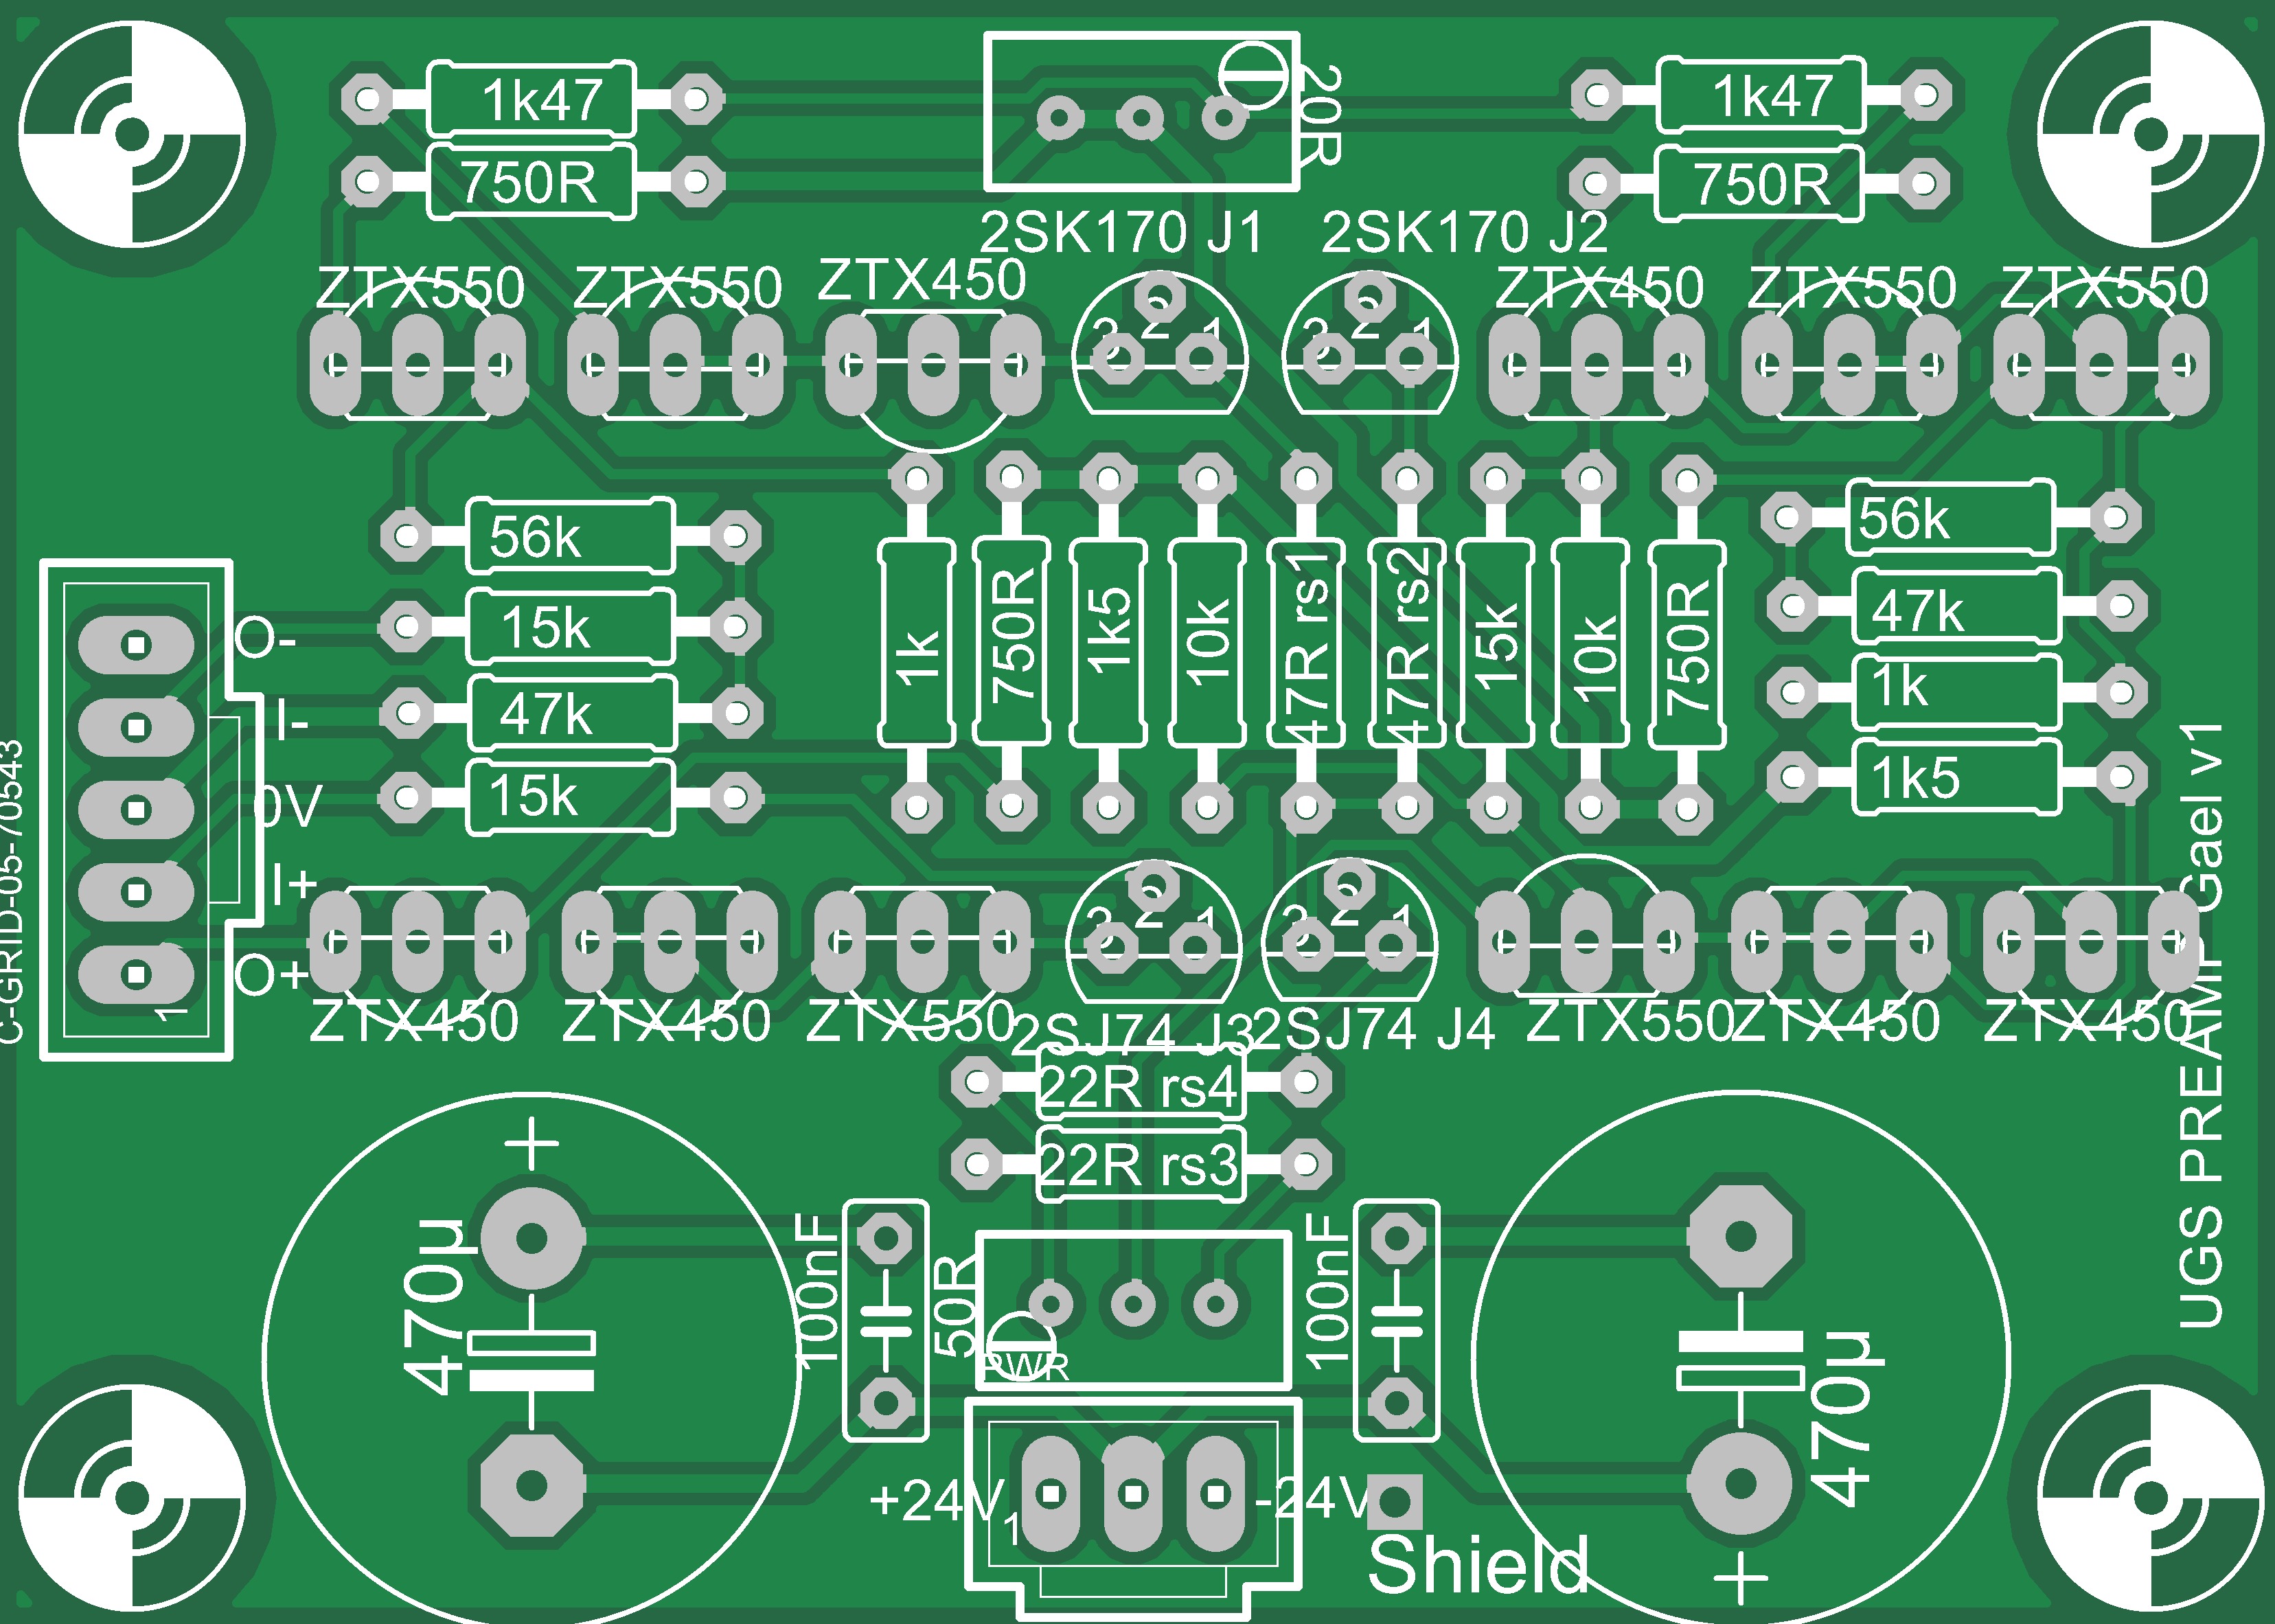 1k47
20R
1k47
750R
750R
2SK170 J1
2SK170 J2
ZTX550
ZTX550
ZTX450
ZTX450
ZTX550
ZTX550
3 2 1
3 2 1
56k
15k
47k
15k
1k
750R
1k5
10k
47R rs1
47R rs2
15k
10k
750R
56k
47k
1k
1k5
O-
I-
0V
I+
O+
1
C-GRID-05-70543
UGS PREAMP Gael v1
3 2 1
3 2 1
ZTX450
ZTX450
ZTX550
2SJ74 J3
2SJ74 J4
ZTX550
ZTX450
ZTX450
22R rs4
22R rs3
+
470µ
100nF
50R
PWR
100nF
470µ
+
+24V
1
-24V
Shield